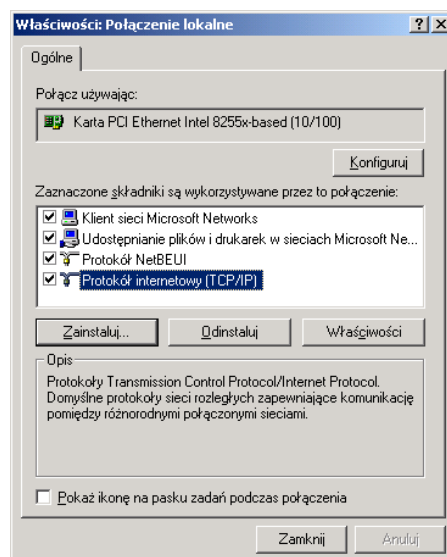 Właściwości: Połączenie lokalne
Ogólne
Połącz używając:
Karta PCI Ethernet Intel 8255x-based (10/100)
Konfiguruj
Zaznaczone składniki są wykorzystywane przez to połączenie:
Klient sieci Microsoft Networks
Udostępnianie plików i drukarek w sieciach Microsoft Ne...
Protokół NetBEUI
Protokół internetowy (TCP/IP)
Zainstaluj... Odinstaluj Właściwości
Opis
Protokoły Transmission Control Protocol/Internet Protocol.
Domyślne protokoły sieci rozległych zapewniające komunikację
pomiędzy różnorodnymi połączonymi sieciami.
Pokaż ikonę na pasku zadań podczas połączenia
Zamknij Anuluj